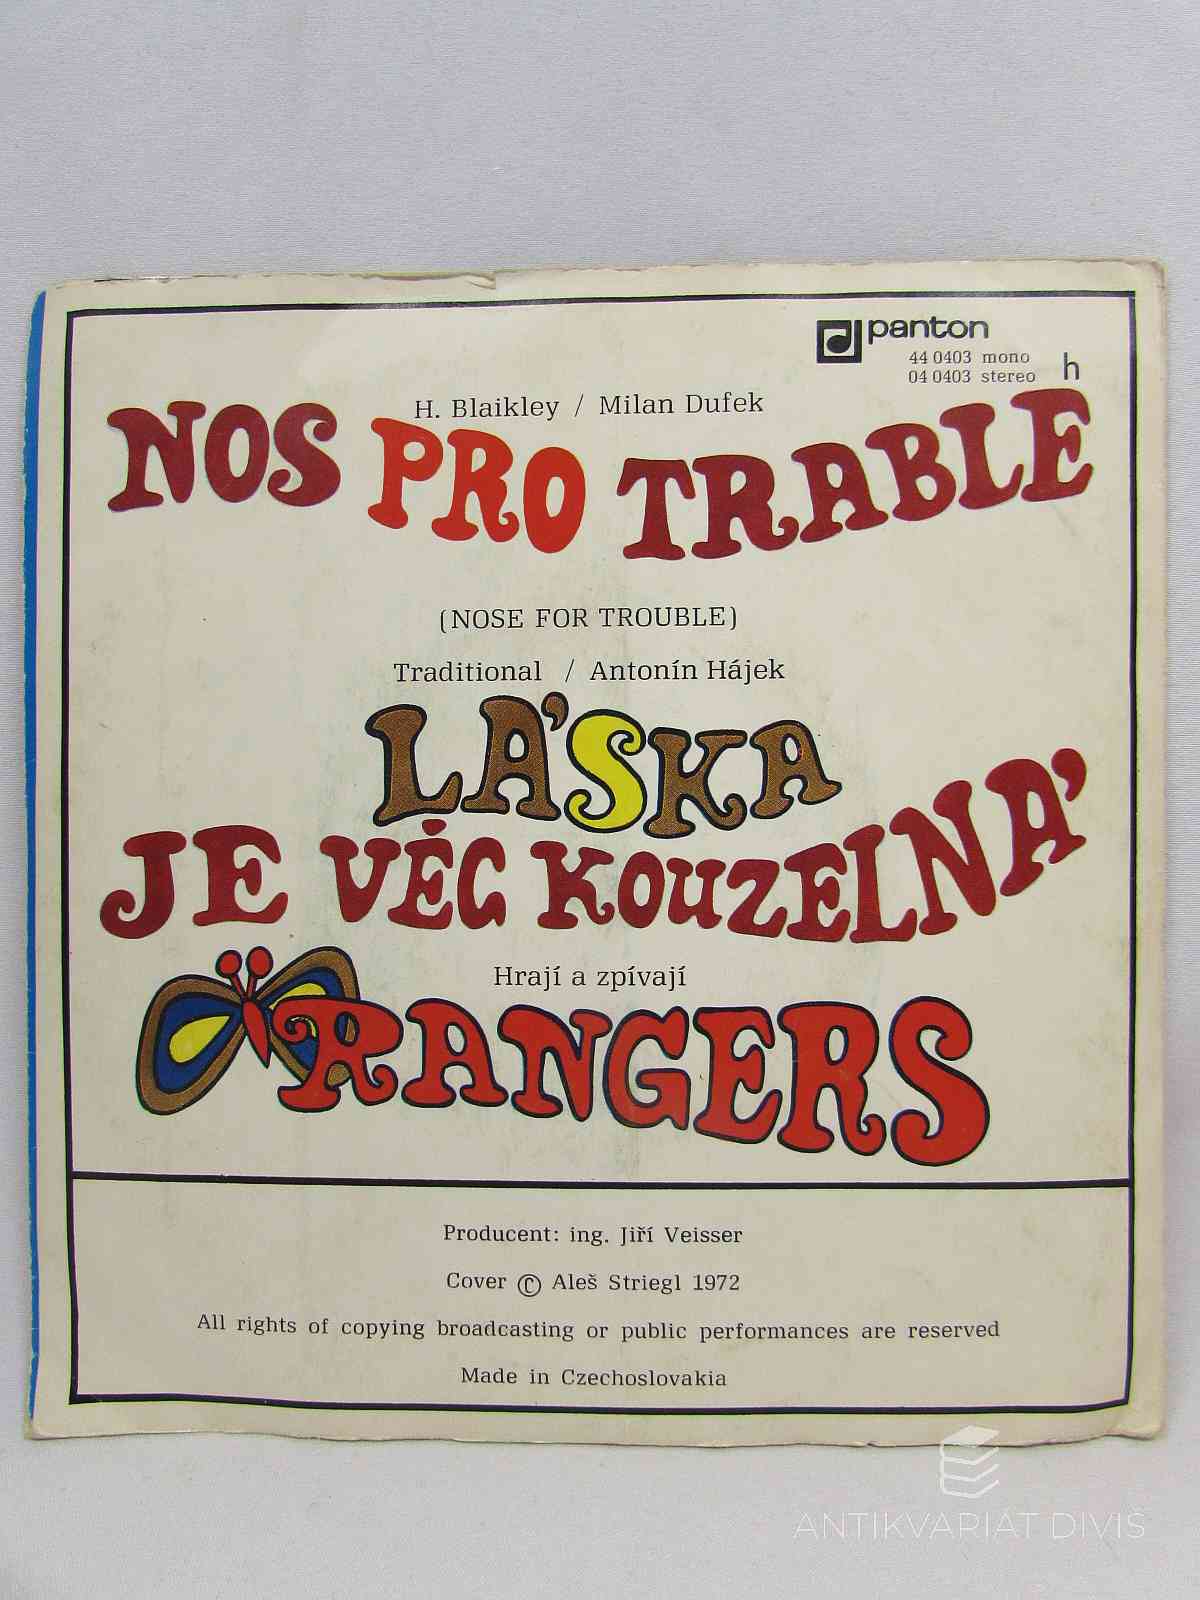 panton
44 0403 mono
04 0403 stereo h
H. Blaikley / Milan Dufek
NOS PRO TRABLE
(NOSE FOR TROUBLE)
Traditional / Antonín Hájek
LÁSKA
JE VĚC KOUZELNÁ
Hrají a zpívají
RANGERS
Producent: ing. Jiří Veisser
Cover © Aleš Striegl 1972
All rights of copying broadcasting or public performances are reserved
Made in Czechoslovakia
ANTIKVARIÁT DIVIŠ